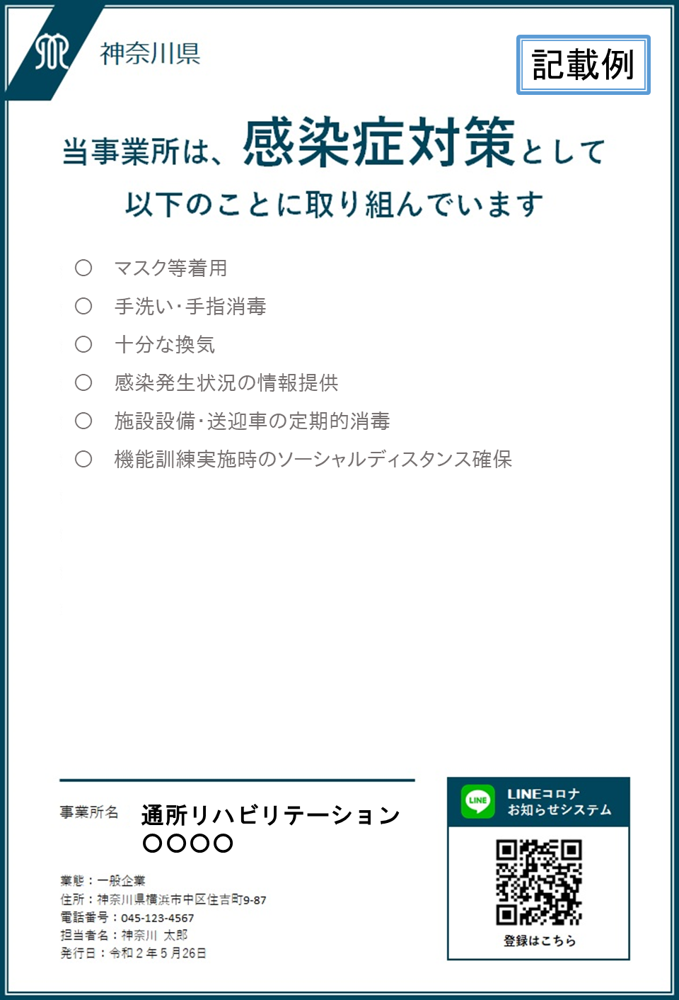 神奈川県
記載例
当事業所は、感染症対策として
以下のことに取り組んでいます
○ マスク等着用
○ 手洗い・手指消毒
○ 十分な換気
○ 感染発生状況の情報提供
○ 施設設備・送迎車の定期的消毒
○ 機能訓練実施時のソーシャルディスタンス確保
事業所名 通所リハビリテーション
○○○○
業態：一般企業
住所：神奈川県横浜市中区住吉町9-87
電話番号：045-123-4567
担当者名：神奈川 太郎
発行日：令和２年５月26日
LINE
LINEコロナ
お知らせシステム
登録はこちら